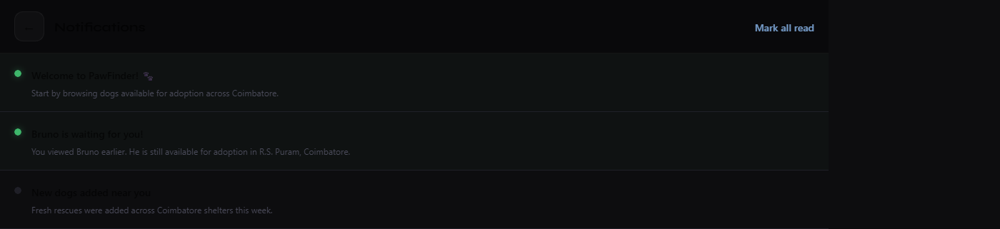 Notifications
Mark all read
Welcome to PawFinder! 🐾
Start by browsing dogs available for adoption across Coimbatore.
Bruno is waiting for you!
You viewed Bruno earlier. He is still available for adoption in R.S. Puram, Coimbatore.
New dogs added near you
Fresh rescues were added across Coimbatore shelters this week.